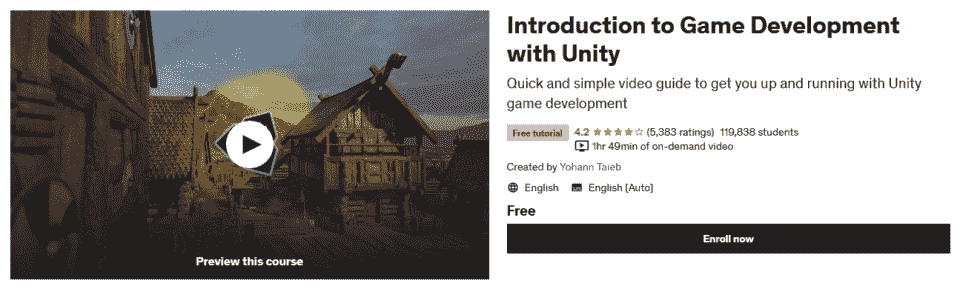 Introduction to Game Development
with Unity
Quick and simple video guide to get you up and running with Unity
game development
Free tutorial 4.2 (5,383 ratings) 119,838 students
1hr 49min of on-demand video
Created by Yohann Taieb
English English [Auto]
Free
Enroll now
Preview this course